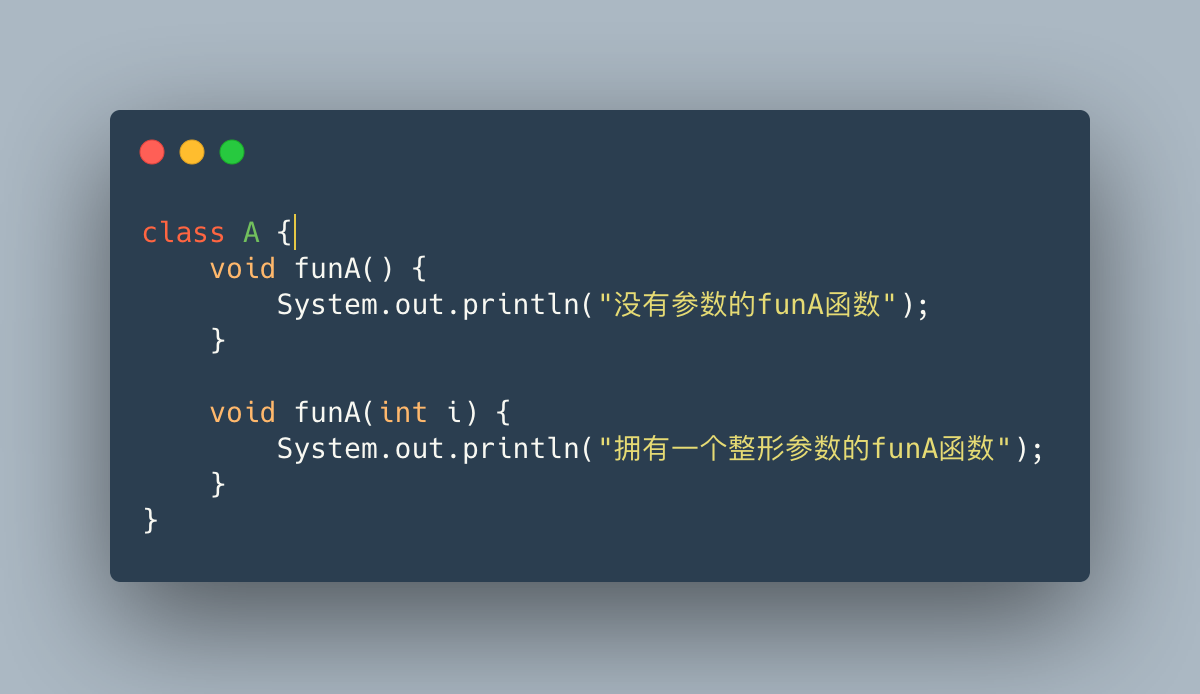 class A {
    void funA() {
        System.out.println("没有参数的funA函数");
    }

    void funA(int i) {
        System.out.println("拥有一个整形参数的funA函数");
    }
}